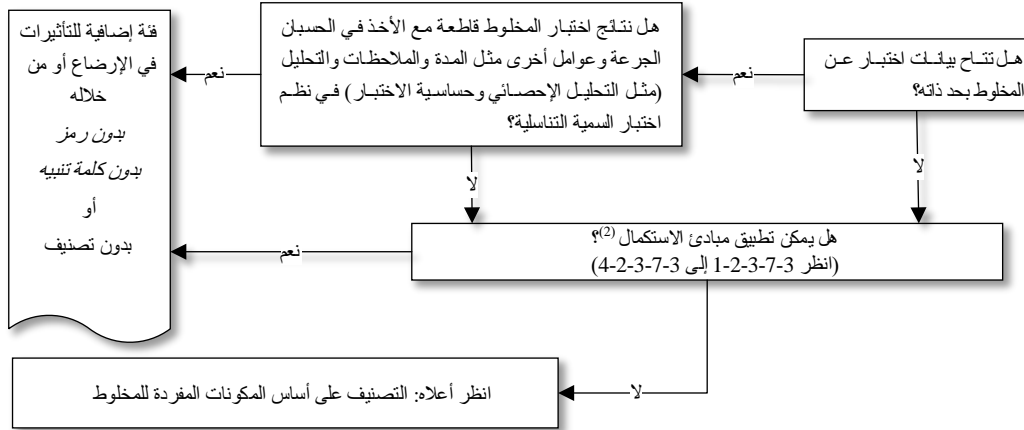 هل تتاح بيانات اختبار عن
المخلوط بحد ذاته؟
نعم
هل نتائج اختبار المخلوط قاطعة مع الأخذ في الحسبان
الجرعة وعوامل أخرى مثل المدة والملاحظات والتحليل
(مثل التحليل الإحصائي وحساسية الاختبار) في نظم
اختبار السمية التناسلية؟
نعم
فئة إضافية للتأثيرات
في الإرضاع أو من
خلاله
بدون رمز
بدون كلمة تنبيه
أو
بدون تصنيف
لا
لا
هل يمكن تطبيق مبادئ الاستكمال (2)؟
(انظر 3-7-3-2-1 إلى 3-7-3-2-4)
نعم
لا
انظر أعلاه: التصنيف على أساس المكونات المفردة للمخلوط